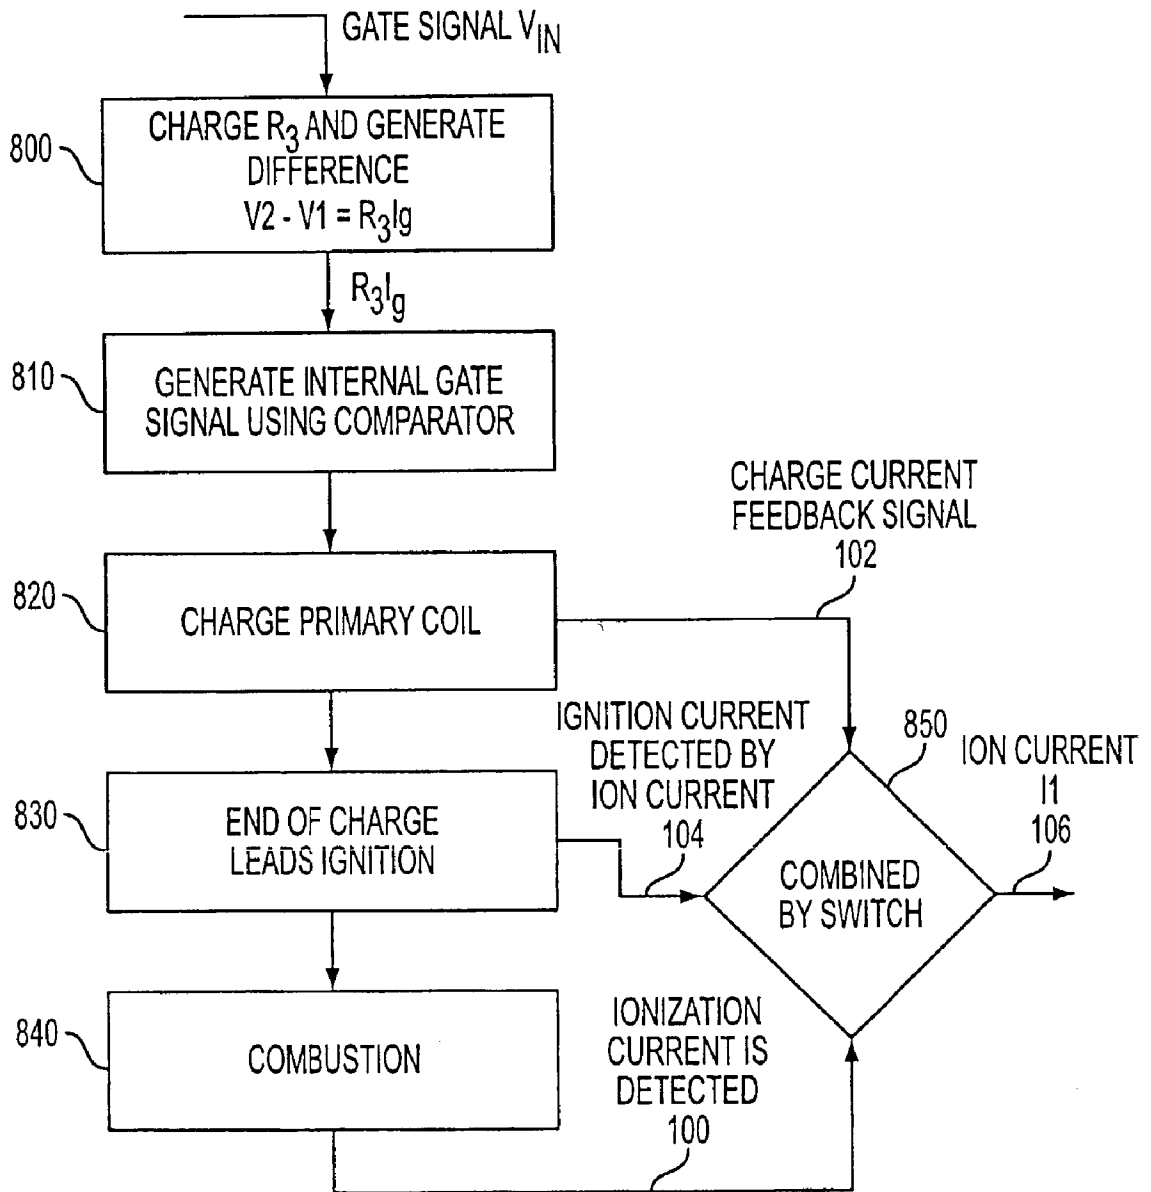 GATE SIGNAL VIN
800
CHARGE R3 AND GENERATE
DIFFERENCE
V2 - V1 = R3Ig
R3Ig
810
GENERATE INTERNAL GATE
SIGNAL USING COMPARATOR
CHARGE CURRENT
FEEDBACK SIGNAL
102
820
CHARGE PRIMARY COIL
IGNITION CURRENT
DETECTED BY
ION CURRENT
104
850
ION CURRENT
I1
106
830
END OF CHARGE
LEADS IGNITION
COMBINED
BY SWITCH
840
COMBUSTION
IONIZATION
CURRENT IS
DETECTED
100